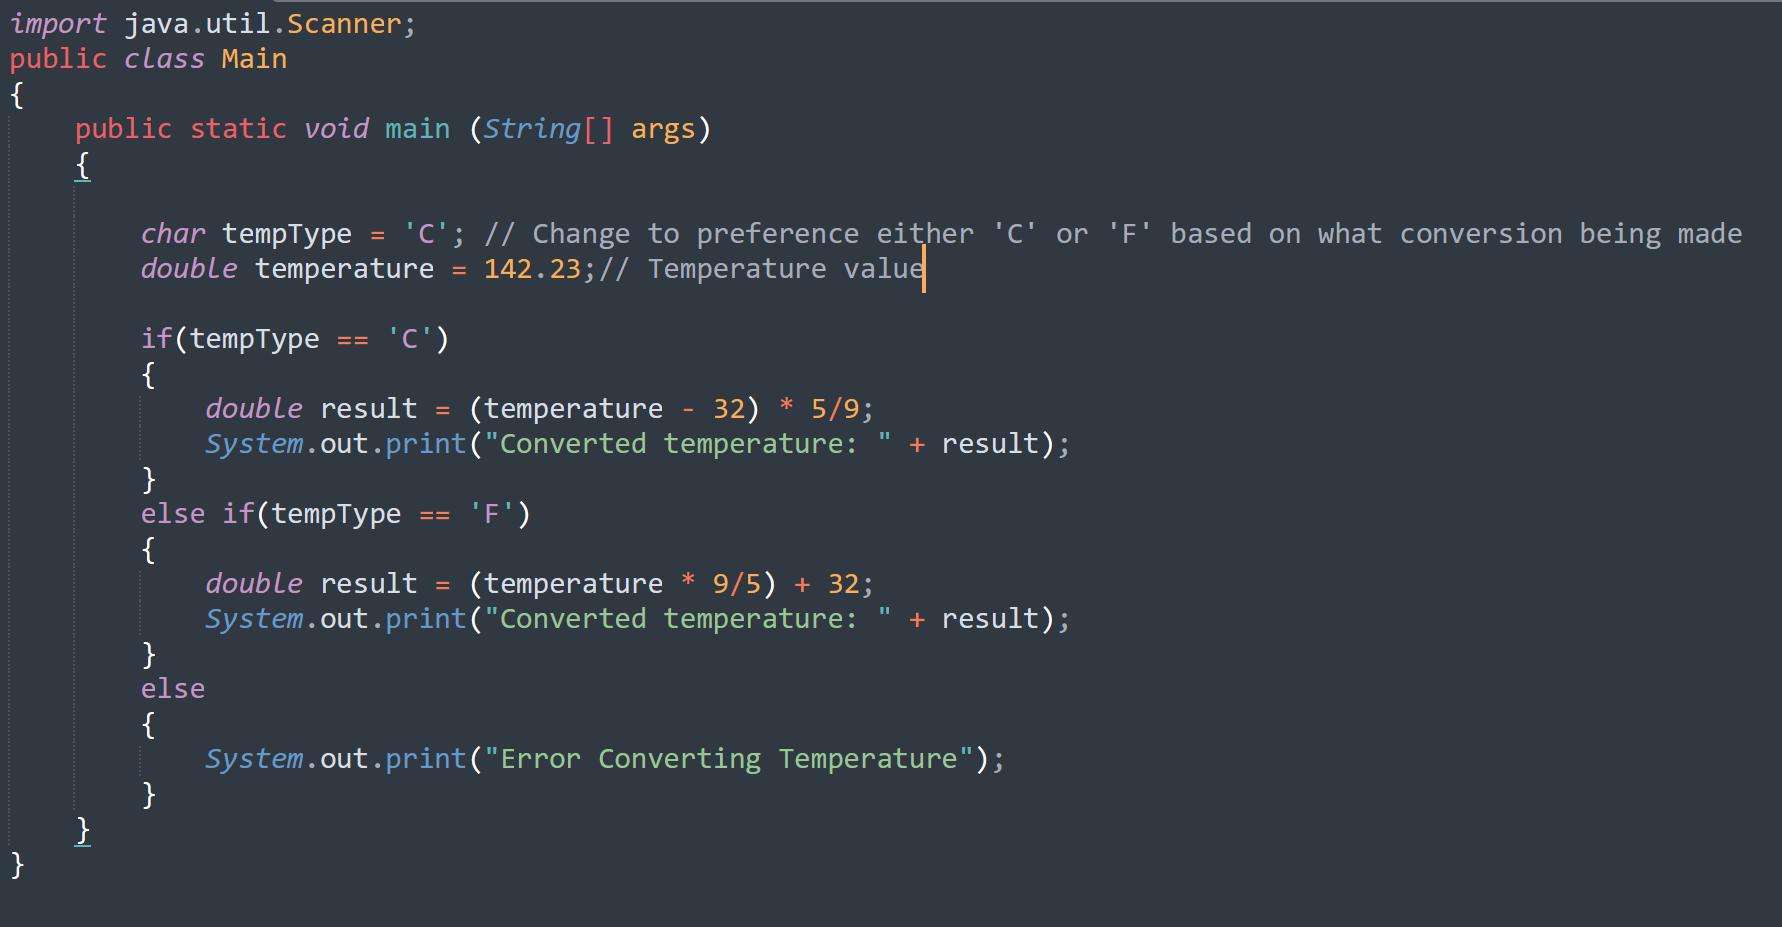 import java.util.Scanner;
public class Main
{
    public static void main (String[] args)
    {

        char tempType = 'C'; // Change to preference either 'C' or 'F' based on what conversion being made
        double temperature = 142.23;// Temperature value

        if(tempType == 'C')
        {
            double result = (temperature - 32) * 5/9;
            System.out.print("Converted temperature: " + result);
        }
        else if(tempType == 'F')
        {
            double result = (temperature * 9/5) + 32;
            System.out.print("Converted temperature: " + result);
        }
        else
        {
            System.out.print("Error Converting Temperature");
        }
    }
}